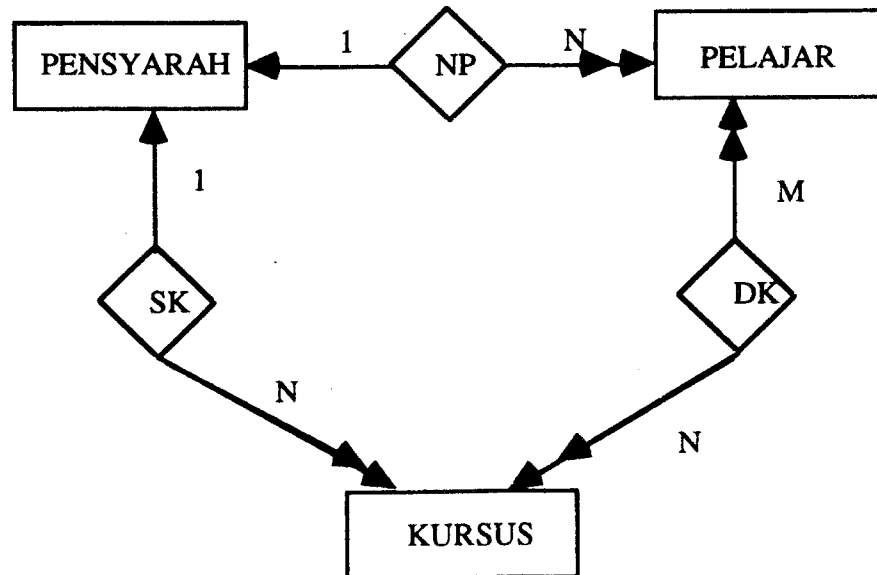 PENSYARAH 1 NP N PELAJAR
1 M
SK DK
N N
KURSUS